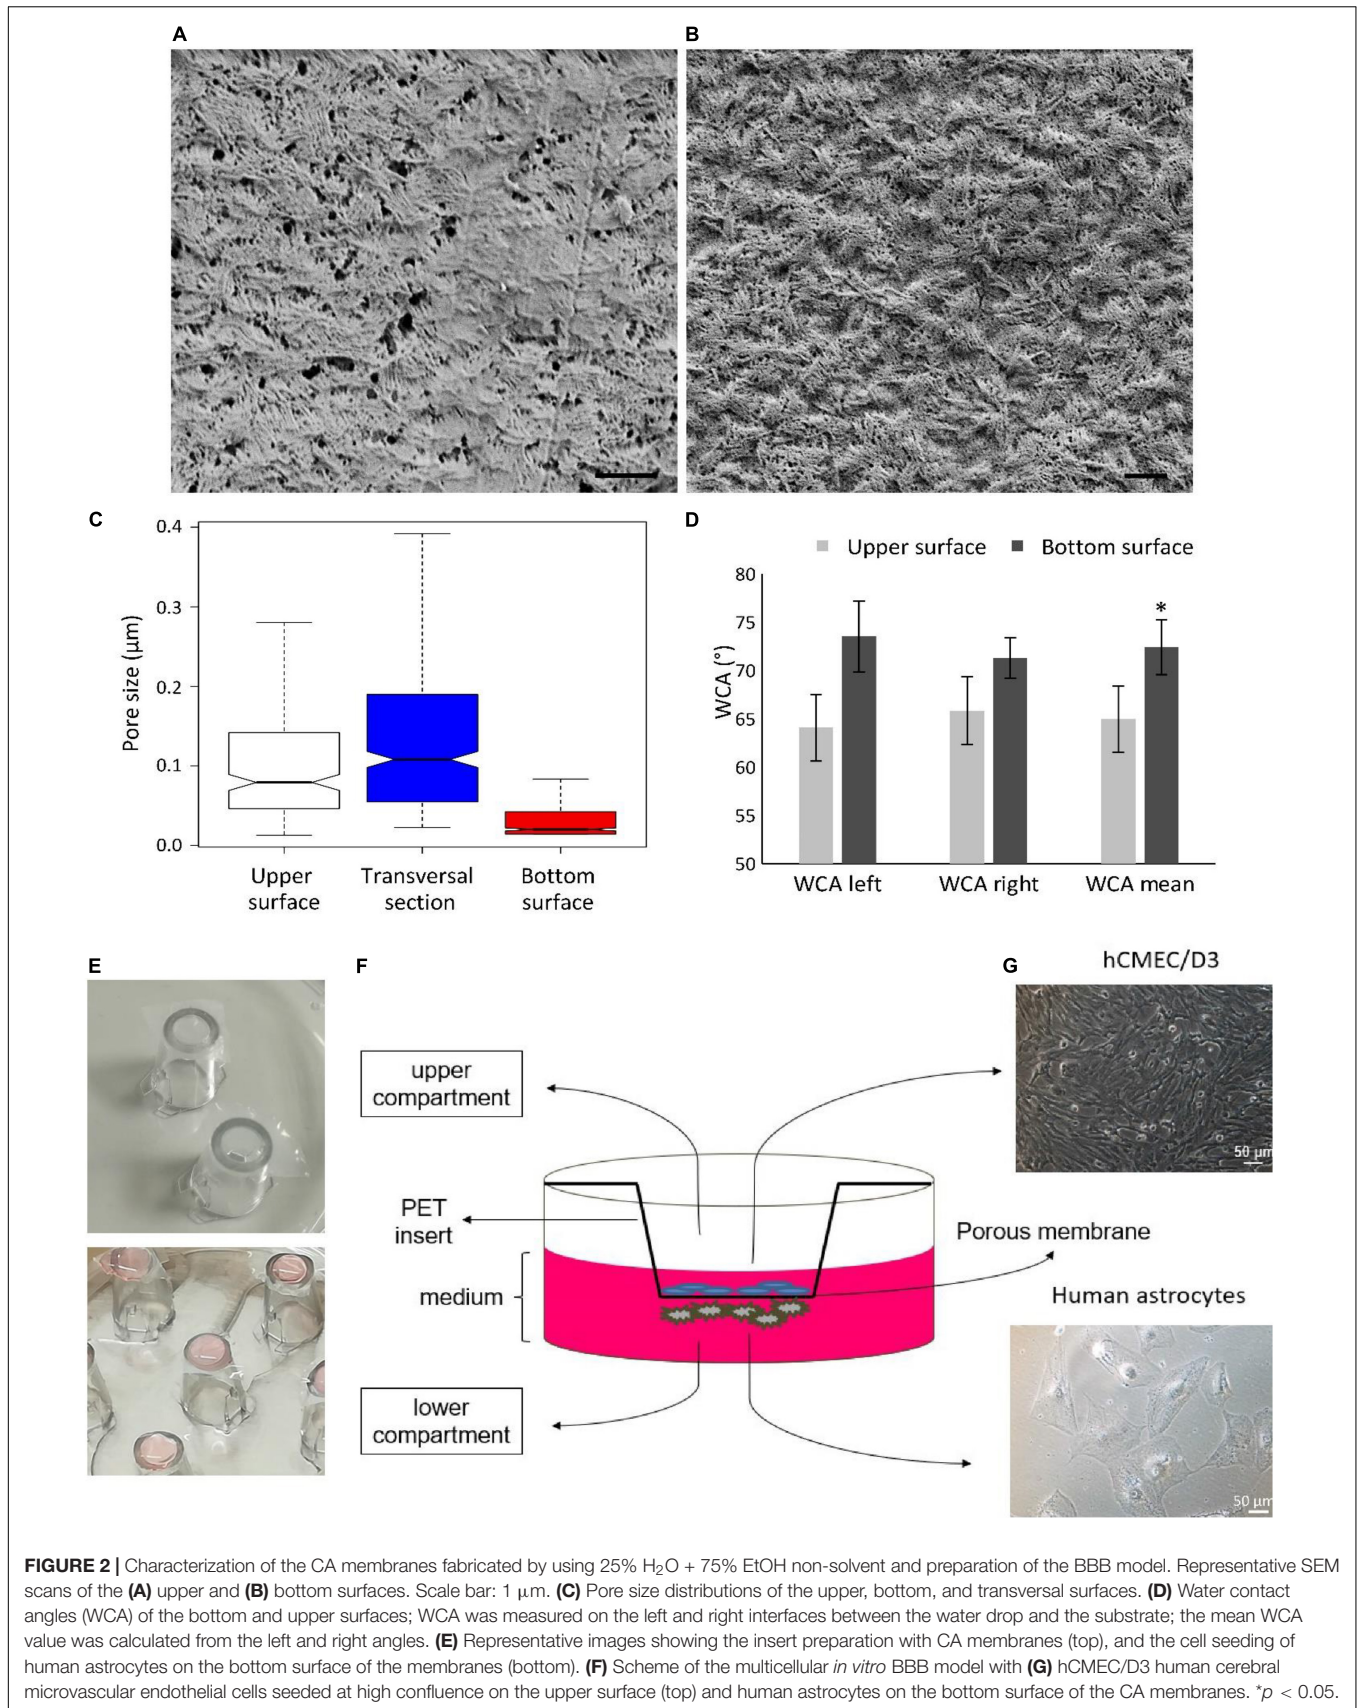 A
B
C
0.4
0.3
0.2
0.1
0.0
Pore size (µm)
Upper surface
Transversal section
Bottom surface
D
Upper surface
Bottom surface
80
75
70
65
60
55
50
WCA (°)
*
WCA left
WCA right
WCA mean
E
F
upper
compartment
PET
insert
medium
lower
compartment
Porous membrane
G
hCMEC/D3
50 µm
Human astrocytes
50 µm
FIGURE 2 | Characterization of the CA membranes fabricated by using 25% H₂O + 75% EtOH non-solvent and preparation of the BBB model. Representative SEM
scans of the (A) upper and (B) bottom surfaces. Scale bar: 1 µm. (C) Pore size distributions of the upper, bottom, and transversal surfaces. (D) Water contact
angles (WCA) of the bottom and upper surfaces; WCA was measured on the left and right interfaces between the water drop and the substrate; the mean WCA
value was calculated from the left and right angles. (E) Representative images showing the insert preparation with CA membranes (top), and the cell seeding of
human astrocytes on the bottom surface of the membranes (bottom). (F) Scheme of the multicellular in vitro BBB model with (G) hCMEC/D3 human cerebral
microvascular endothelial cells seeded at high confluence on the upper surface (top) and human astrocytes on the bottom surface of the CA membranes. *p < 0.05.